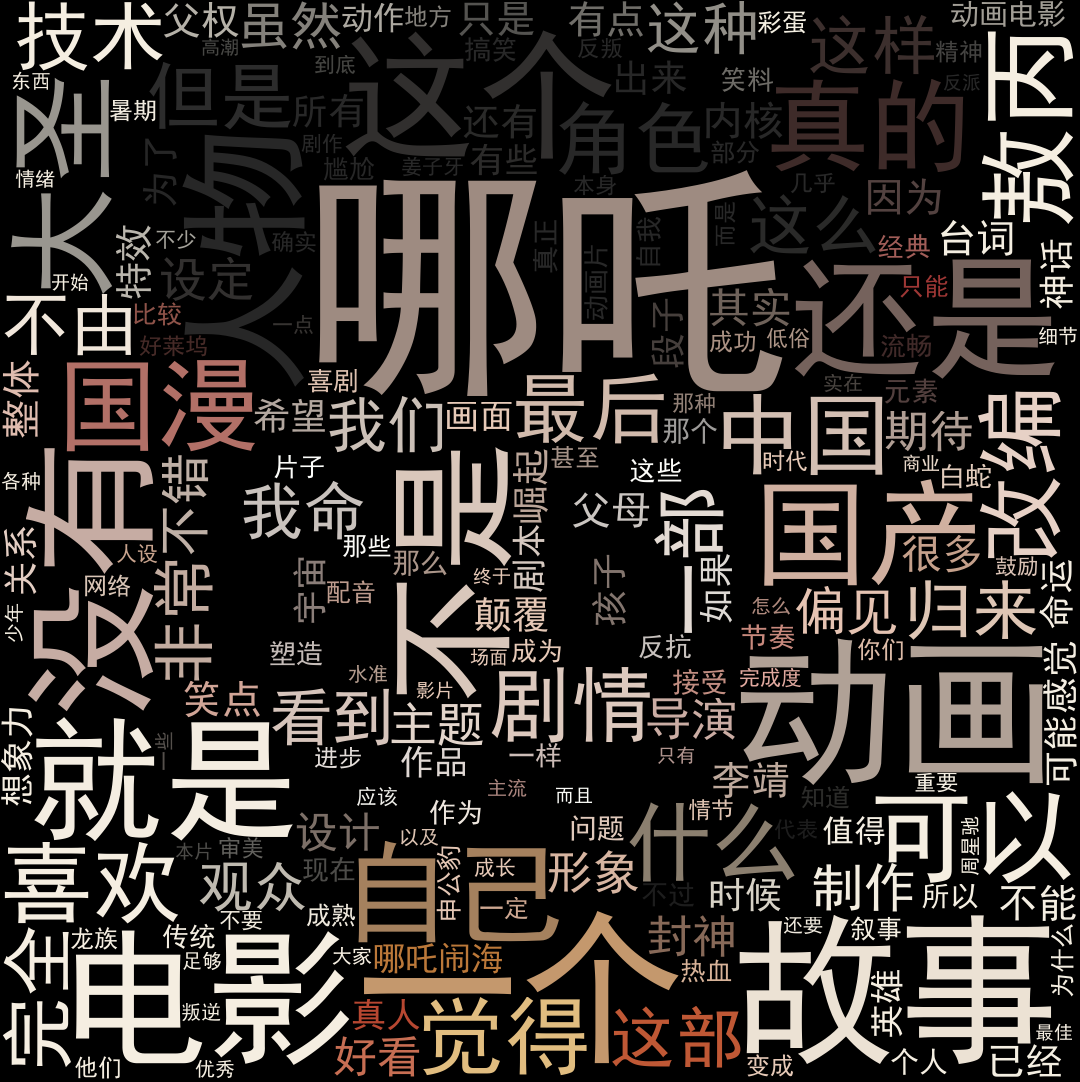 技术
父权
虽然
动作
地方
只是
有点
这种
彩蛋
这样
动画电影
高潮
搞笑
反叛
精神
东西
到底
出来
笑料
反派
敖丙
大圣
暑期
但是
所有
这个
还有
角色
内核
真的
剧作
尴尬
姜子牙
有些
部分
情绪
为了
人物
本身
几乎
因为
不少
确实
哪吒
真正
自我
而是
这么
经典
台词
神话
特效
设定
开始
动画片
只能
不由
比较
一点
段子
其实
还是
好莱坞
成功
低俗
流畅
细节
整体
国漫
喜剧
实在
元素
希望
我们
画面
最后
那种
那个
中国
期待
改编
片子
甚至
这些
时代
商业
白蛇
各种
没有
不错
我命
不是
崛起
父母
一部
国产
很多
那些
那么
剧本
人设
关系
网络
非常
宇宙
配音
终于
孩子
如果
鼓励
命运
少年
颠覆
怎么
偏见
归来
塑造
场面
成为
反抗
节奏
你们
水准
影片
接受
完成度
动画
感觉
笑点
看到
主题
剧情
导演
可能
想象力
就是
一些
进步
作品
一样
只有
李靖
知道
重要
应该
主流
而且
情节
可以
作为
设计
以及
问题
什么
代表
值得
周星驰
喜欢
本片
审美
观众
现在
自己
申公豹
成长
形象
不过
时候
制作
所以
不能
不要
成熟
一定
龙族
传统
足够
大家
哪吒闹海
一个
封神
热血
还要
叙事
为什么
完全
电影
故事
英雄
叛逆
真人
觉得
这部
最佳
他们
优秀
好看
变成
个人
已经